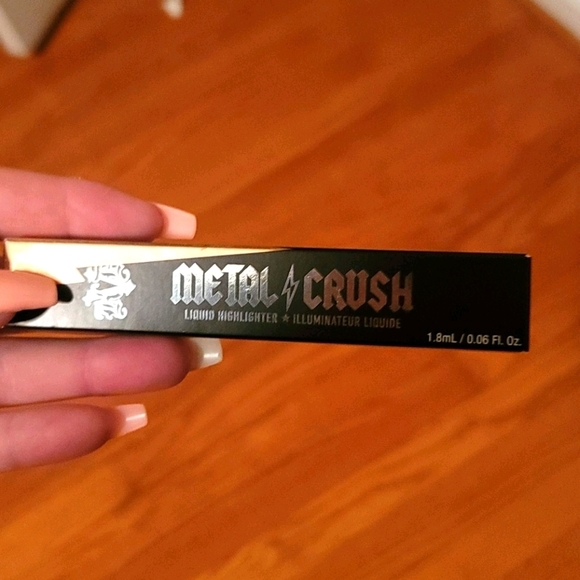 METAL CRUSH
LIQUID HIGHLIGHTER ★ ILLUMINATEUR LIQUIDE
1.8mL / 0.06 Fl. Oz.